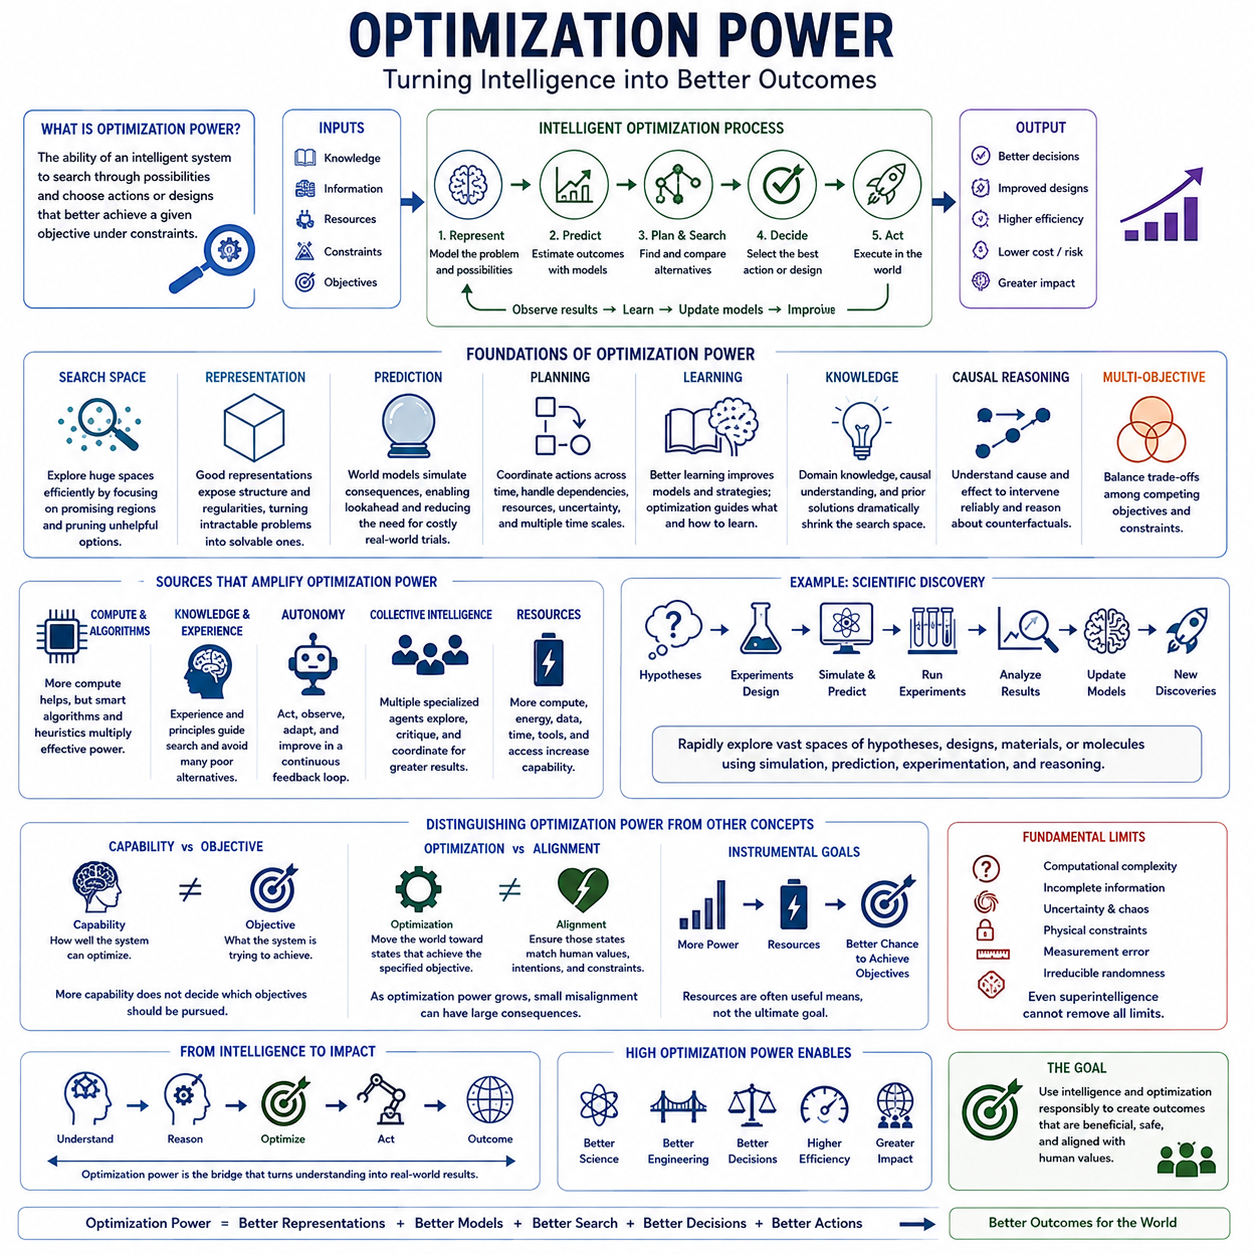 OPTIMIZATION POWER
Turning Intelligence into Better Outcomes
WHAT IS OPTIMIZATION POWER?
The ability of an intelligent system
to search through possibilities
and choose actions or designs
that better achieve a given
objective under constraints.
INPUTS
Knowledge
Information
Resources
Constraints
Objectives
INTELLIGENT OPTIMIZATION PROCESS
1. Represent
Model the problem
and possibilities
2. Predict
Estimate outcomes
with models
3. Plan & Search
Find and compare
alternatives
4. Decide
Select the best
action or design
5. Act
Execute in the
world
Observe results → Learn → Update models → Improve
OUTPUT
Better decisions
Improved designs
Higher efficiency
Lower cost / risk
Greater impact
FOUNDATIONS OF OPTIMIZATION POWER
SEARCH SPACE
Explore huge spaces
efficiently by focusing
on promising regions
and pruning unhelpful
options.
REPRESENTATION
Good representations
expose structure and
regularities, turning
intractable problems
into solvable ones.
PREDICTION
World models simulate
consequences, enabling
lookahead and reducing
the need for costly
real-world trials.
PLANNING
Coordinate actions across
time, handle dependencies,
resources, uncertainty,
and multiple time scales.
LEARNING
Better learning improves
models and strategies;
optimization guides what
and how to learn.
KNOWLEDGE
Domain knowledge, causal
understanding, and prior
solutions dramatically
shrink the search space.
CAUSAL REASONING
Understand cause and
effect to intervene
reliably and reason
about counterfactuals.
MULTI-OBJECTIVE
Balance trade-offs
among competing
objectives and
constraints.
SOURCES THAT AMPLIFY OPTIMIZATION POWER
COMPUTE &
ALGORITHMS
More compute
helps, but smart
algorithms and
heuristics multiply
effective power.
KNOWLEDGE &
EXPERIENCE
Experience and
principles guide
search and avoid
many poor
alternatives.
AUTONOMY
Act, observe,
adapt, and
improve in a
continuous
feedback loop.
COLLECTIVE INTELLIGENCE
Multiple specialized
agents explore,
critique, and
coordinate for
greater results.
RESOURCES
More compute,
energy, data,
time, tools, and
access increase
capability.
EXAMPLE: SCIENTIFIC DISCOVERY
?
Hypotheses
Experiments
Design
Simulate &
Predict
Run
Experiments
Analyze
Results
Update
Models
New
Discoveries
Rapidly explore vast spaces of hypotheses, designs, materials, or molecules
using simulation, prediction, experimentation, and reasoning.
DISTINGUISHING OPTIMIZATION POWER FROM OTHER CONCEPTS
CAPABILITY vs OBJECTIVE
≠
Capability
How well the system
can optimize.
Objective
What the system is
trying to achieve.
More capability does not decide which objectives
should be pursued.
OPTIMIZATION vs ALIGNMENT
≠
Optimization
Move the world toward
states that achieve the
specified objective.
Alignment
Ensure those states
match human values,
intentions, and constraints.
As optimization power grows, small misalignment
can have large consequences.
INSTRUMENTAL GOALS
More Power
Resources
Better Chance
to Achieve
Objectives
Resources are often useful means,
not the ultimate goal.
FUNDAMENTAL LIMITS
?
Computational complexity
Incomplete information
Uncertainty & chaos
Physical constraints
Measurement error
Irreducible randomness
Even superintelligence
cannot remove all limits.
FROM INTELLIGENCE TO IMPACT
Understand
Reason
Optimize
Act
Outcome
Optimization power is the bridge that turns understanding into real-world results.
HIGH OPTIMIZATION POWER ENABLES
Better
Science
Better
Engineering
Better
Decisions
Higher
Efficiency
Greater
Impact
THE GOAL
Use intelligence and optimization
responsibly to create outcomes
that are beneficial, safe,
and aligned with
human values.
Optimization Power = Better Representations + Better Models + Better Search + Better Decisions + Better Actions
Better Outcomes for the World